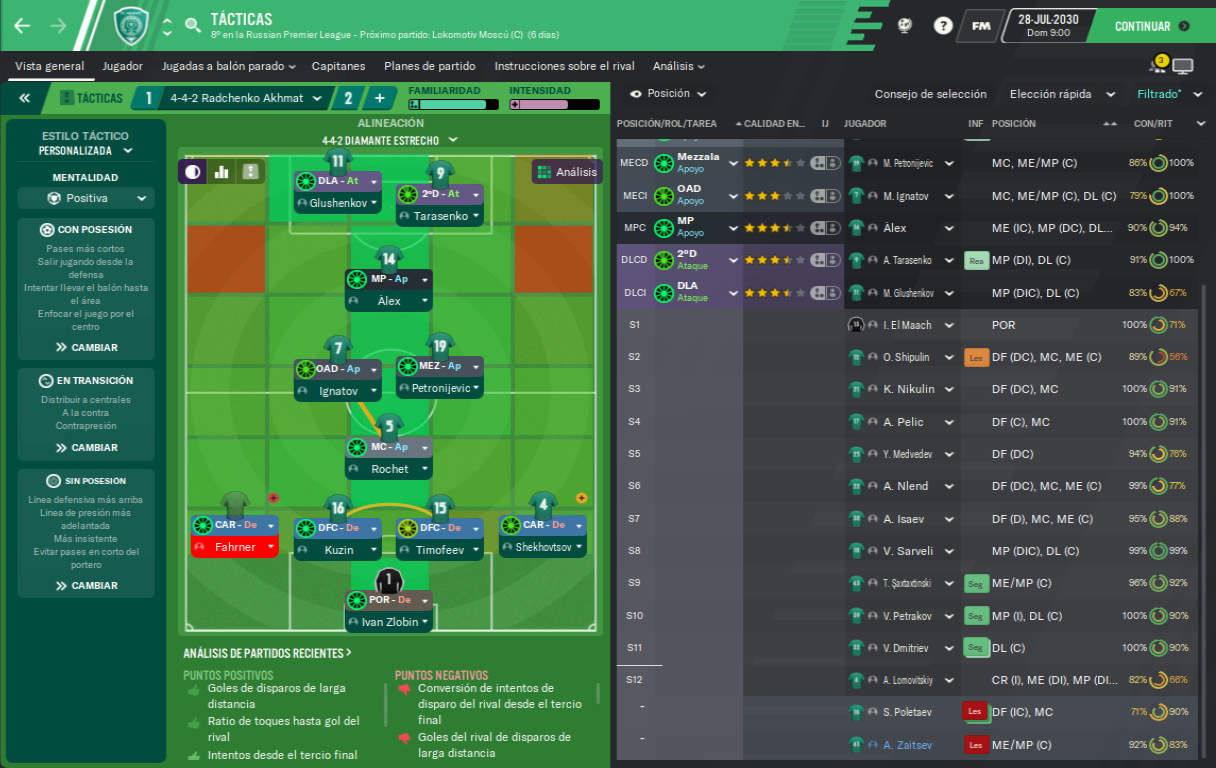 TÁCTICAS
8º en la Russian Premier League - Próximo partido: Lokomotiv Moscú (C) (6 días)
?
FM
28-JUL-2030
Dom 9:00
CONTINUAR
Vista general
Jugador
Jugadas a balón parado
Capitanes
Planes de partido
Instrucciones sobre el rival
Análisis
3
TÁCTICAS
1
4-4-2 Radchenko Akhmat
2
+
FAMILIARIDAD
INTENSIDAD
ESTILO TÁCTICO
PERSONALIZADA
MENTALIDAD
Positiva
CON POSESIÓN
Pases más cortos
Salir jugando desde la
defensa
Intentar llevar el balón hasta
el área
Enfocar el juego por el
centro
CAMBIAR
EN TRANSICIÓN
Distribuir a centrales
A la contra
Contrapresión
CAMBIAR
SIN POSESIÓN
Línea defensiva más arriba
Línea de presión más
adelantada
Más insistente
Evitar pases en corto del
portero
CAMBIAR
ALINEACIÓN
4-4-2 DIAMANTE ESTRECHO
Análisis
11
DLA - At
Glushenkov
9
2ºD - At
Tarasenko
14
MP - Ap
Àlex
7
OAD - Ap
Ignatov
19
MEZ - Ap
Petronijevic
5
MC - Ap
Rochet
CAR - De
Fahrner
16
DFC - De
Kuzin
15
DFC - De
Timofeev
4
CAR - De
Shekhovtsov
1
POR - De
Ivan Zlobin
ANÁLISIS DE PARTIDOS RECIENTES >
PUNTOS POSITIVOS
Goles de disparos de larga
distancia
Ratio de toques hasta gol del
rival
Intentos desde el tercio final
PUNTOS NEGATIVOS
Conversión de intentos de
disparo del rival desde el tercio
final
Goles del rival de disparos de
larga distancia
Posición
Consejo de selección
Elección rápida
Filtrado*
POSICIÓN/ROL/TAREA CALIDAD EN... IJ JUGADOR INF POSICIÓN CON/RIT
MECD Mezzala Apoyo M. Petronijevic MC, ME/MP (C) 86% 100%
MECI OAD Apoyo M. Ignatov MC, ME/MP (C), DL (C) 79% 100%
MPC MP Apoyo Àlex ME (IC), MP (DC), DL... 90% 94%
DLCD 2ºD Ataque A. Tarasenko Rea MP (DI), DL (C) 91% 100%
DLCI DLA Ataque M. Glushenkov MP (DIC), DL (C) 83% 67%
S1 I. El Maach POR 100% 71%
S2 O. Shipulin Les DF (DC), MC, ME (C) 89% 56%
S3 K. Nikulin DF (DC), MC 100% 91%
S4 A. Pelic DF (C), MC 100% 91%
S5 Y. Medvedev DF (DC) 94% 76%
S6 A. Nlend DF (DC), MC, ME (C) 99% 77%
S7 A. Isaev DF (D), MC, ME (C) 95% 88%
S8 V. Sarveli MP (DIC), DL (C) 99% 99%
S9 T. Şaxtaxtinski Seg ME/MP (C) 96% 92%
S10 V. Petrakov Seg MP (I), DL (C) 100% 90%
S11 V. Dmitriev Seg DL (C) 100% 90%
S12 A. Lomovitskiy CR (I), ME (DI), MP (DI... 82% 66%
- S. Poletaev Les DF (IC), MC 71% 90%
- A. Zaitsev Les ME/MP (C) 92% 83%